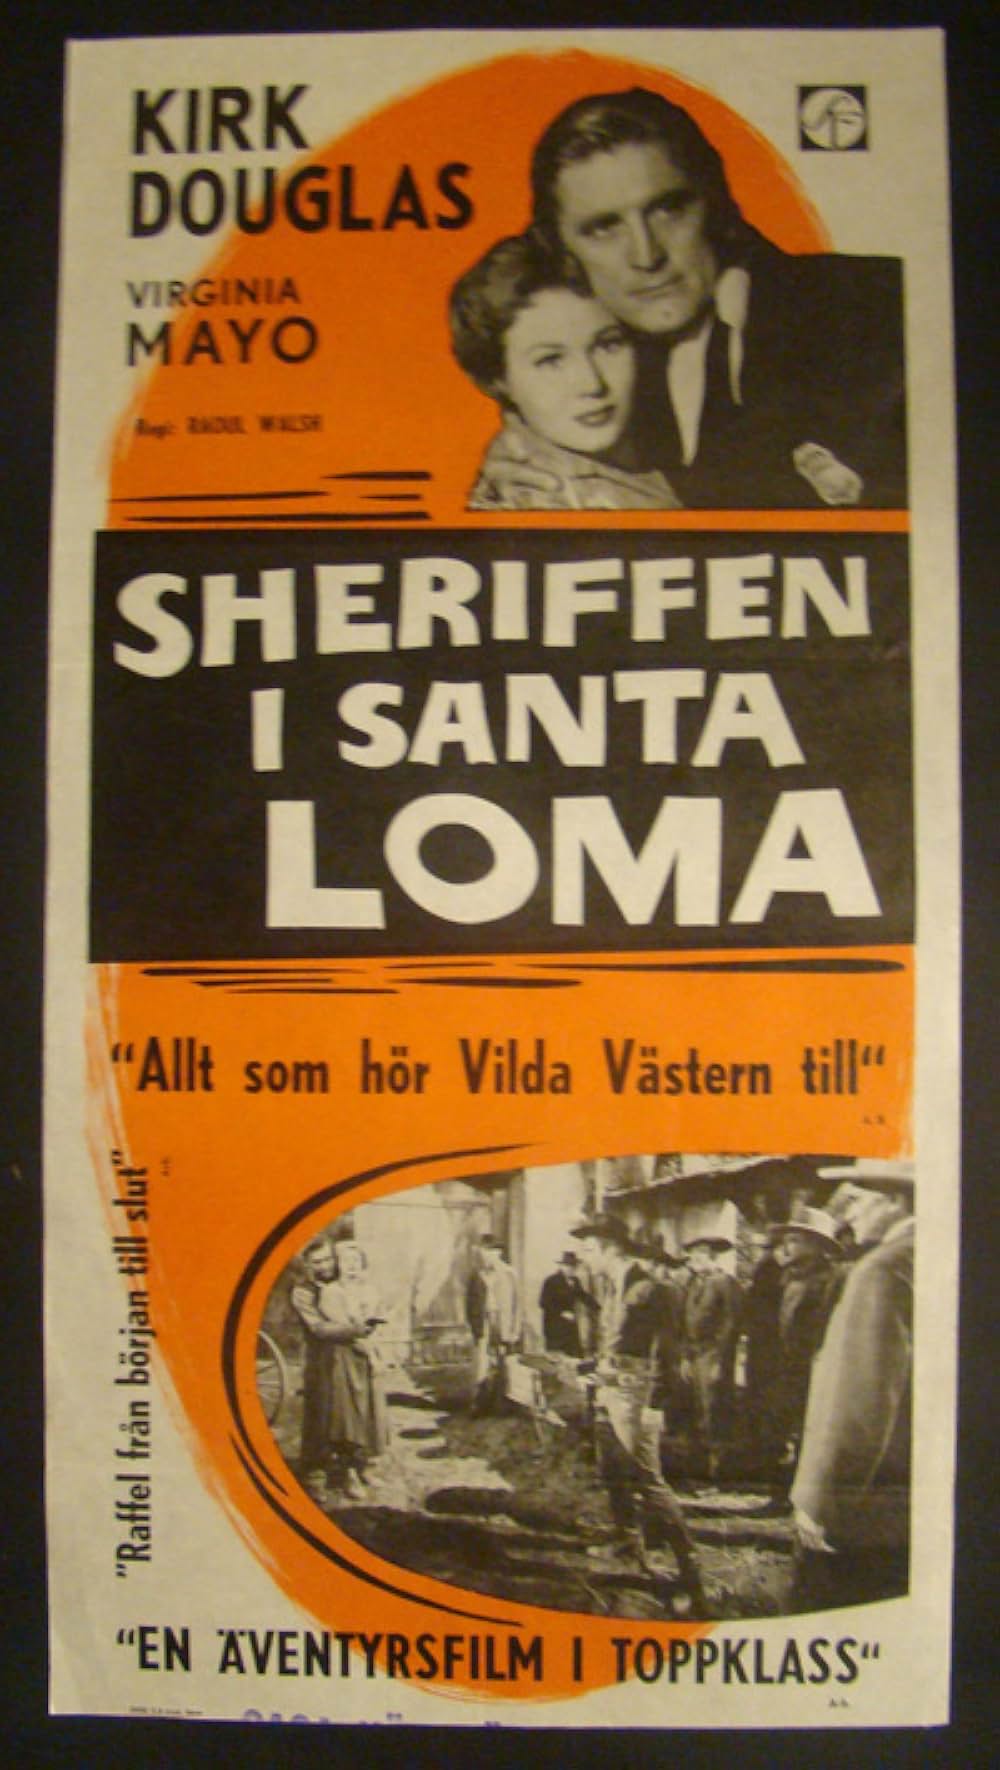 KIRK
DOUGLAS
VIRGINIA
MAYO
Regi: RAOUL WALSH
SF
SHERIFFEN
I SANTA
LOMA
"Allt som hör Vilda Västern till"
"Raffel från början till slut"
"EN ÄVENTYRSFILM I TOPPKLASS"